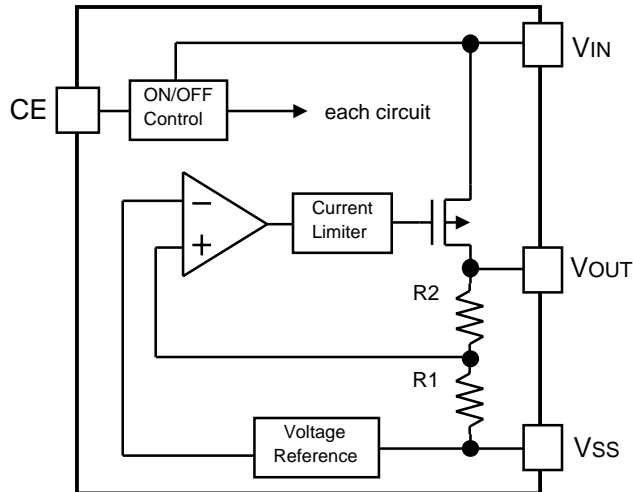 VIN
CE
ON/OFF
Control
each circuit
−
+
Current
Limiter
VOUT
R2
R1
Voltage
Reference
VSS